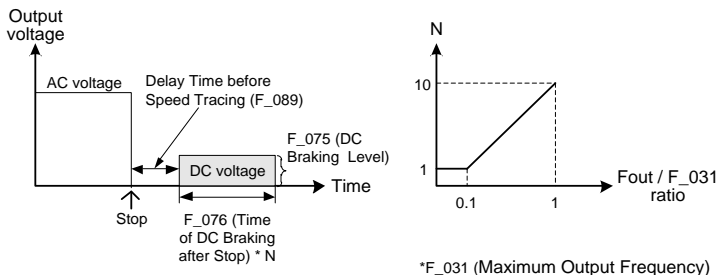 Output
voltage
AC voltage
Delay Time before
Speed Tracing (F_089)
F_075 (DC
Braking Level)
DC voltage
Time
Stop
F_076 (Time
of DC Braking
after Stop) * N
N
10
1
0.1
1
Fout / F_031
ratio
*F_031 (Maximum Output Frequency)